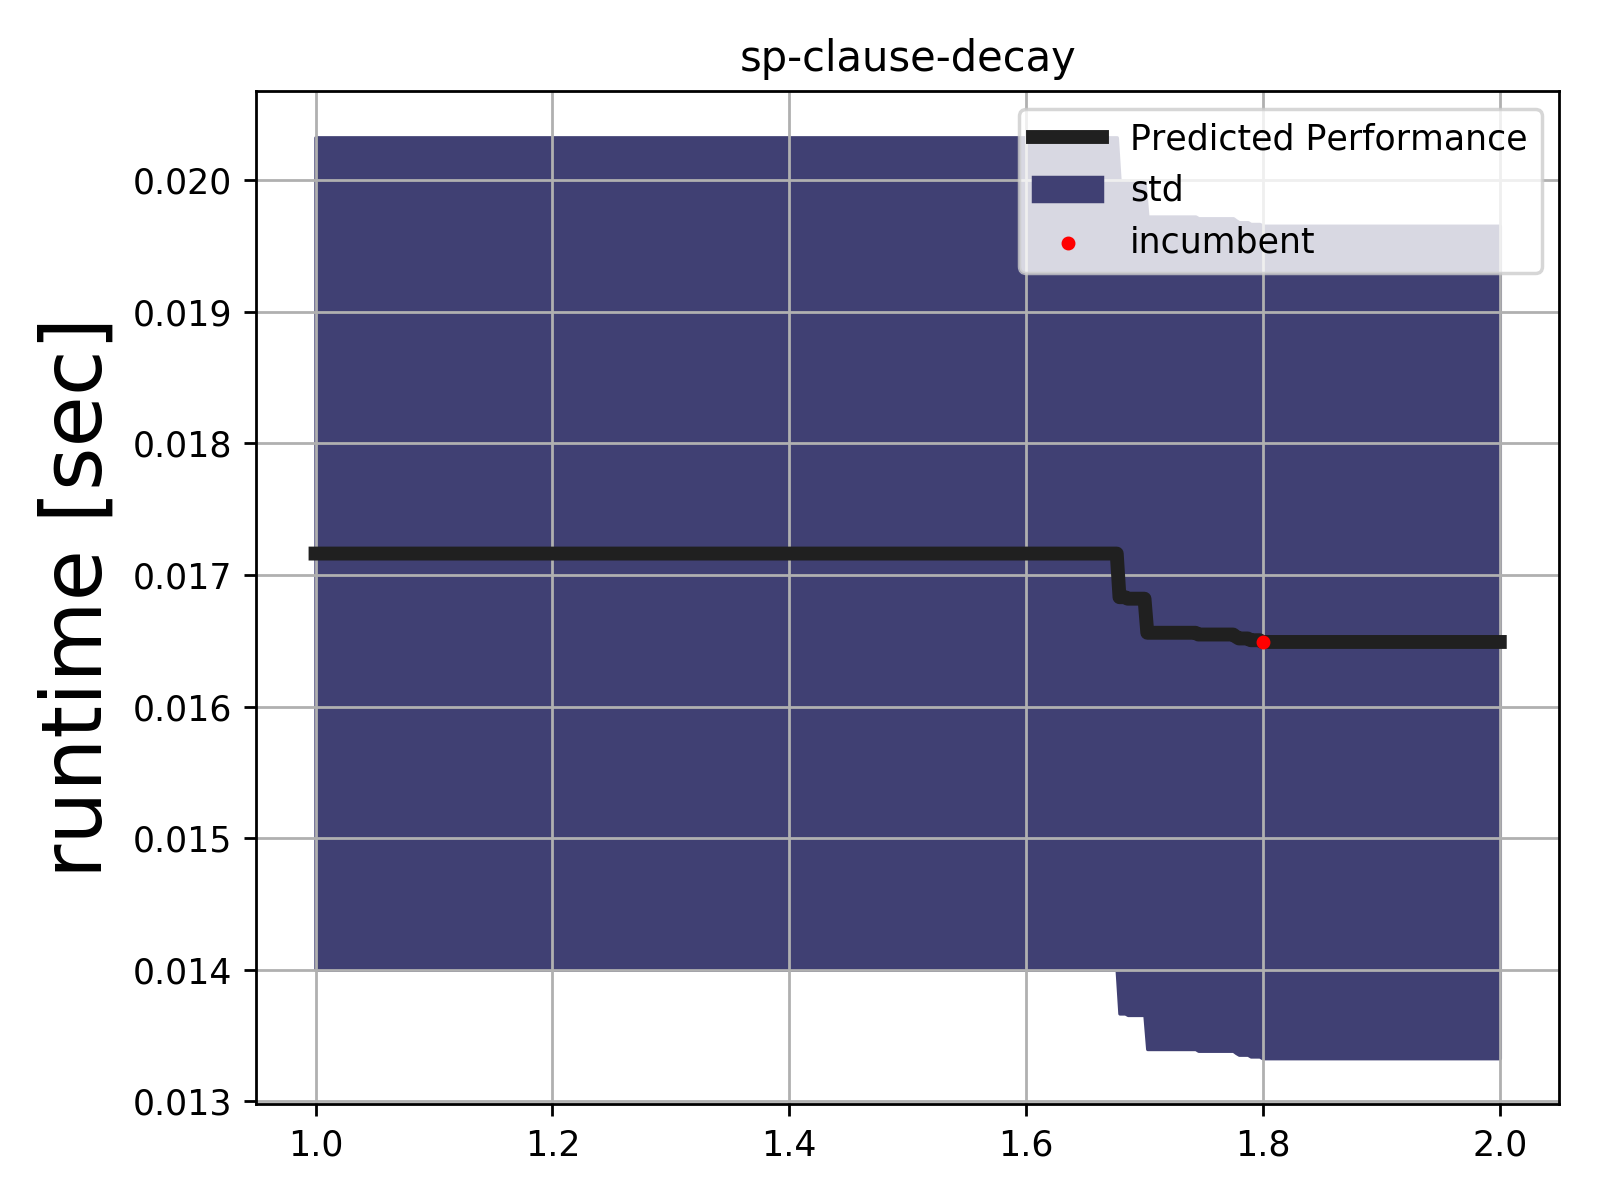 sp-clause-decay
Predicted Performance
std
incumbent
runtime [sec]
0.020
0.019
0.018
0.017
0.016
0.015
0.014
0.013
1.0 1.2 1.4 1.6 1.8 2.0